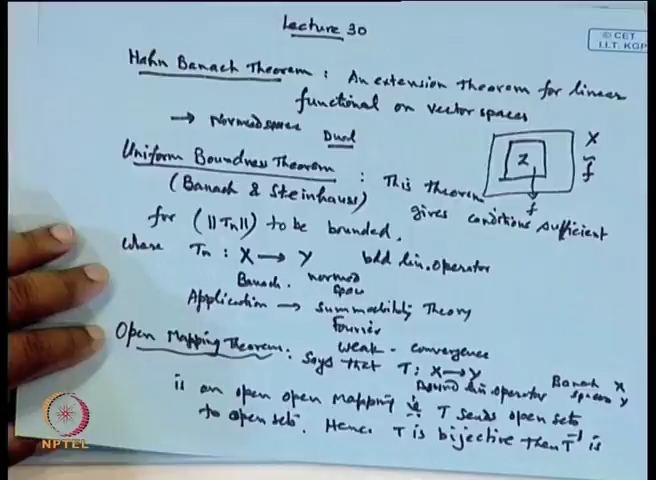 Lecture 30
© CET
I.I.T. KGP
Hahn Banach Theorem : An extension Theorem for linear
functional on vector spaces
→ Normed space
Dual
X
Z
f̃
f
Uniform Boundness Theorem
(Banach & Steinhauss) : This theorem
gives conditions sufficient
for (||Tn||) to be bounded.
where Tn : X → Y bdd lin. operator
Banach. normed
space
Application → summability Theory
Fourier
weak - convergence
Open Mapping Theorem : Says that T : X → Y Banach X
spaces Y
Bound lin operator
is an open open mapping ie T sends open sets
to open sets. Hence T is bijective then T⁻¹ is
NPTEL